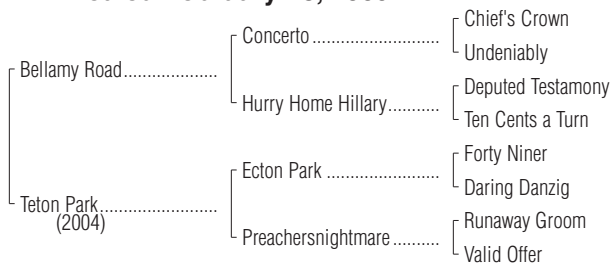 Chief's Crown
Concerto ................................
Undeniably
Bellamy Road.......................
Deputed Testamony
Hurry Home Hillary............
Ten Cents a Turn
Forty Niner
Ecton Park ............................
Daring Danzig
Teton Park.............................
(2004)
Runaway Groom
Preachersnightmare ...........
Valid Offer